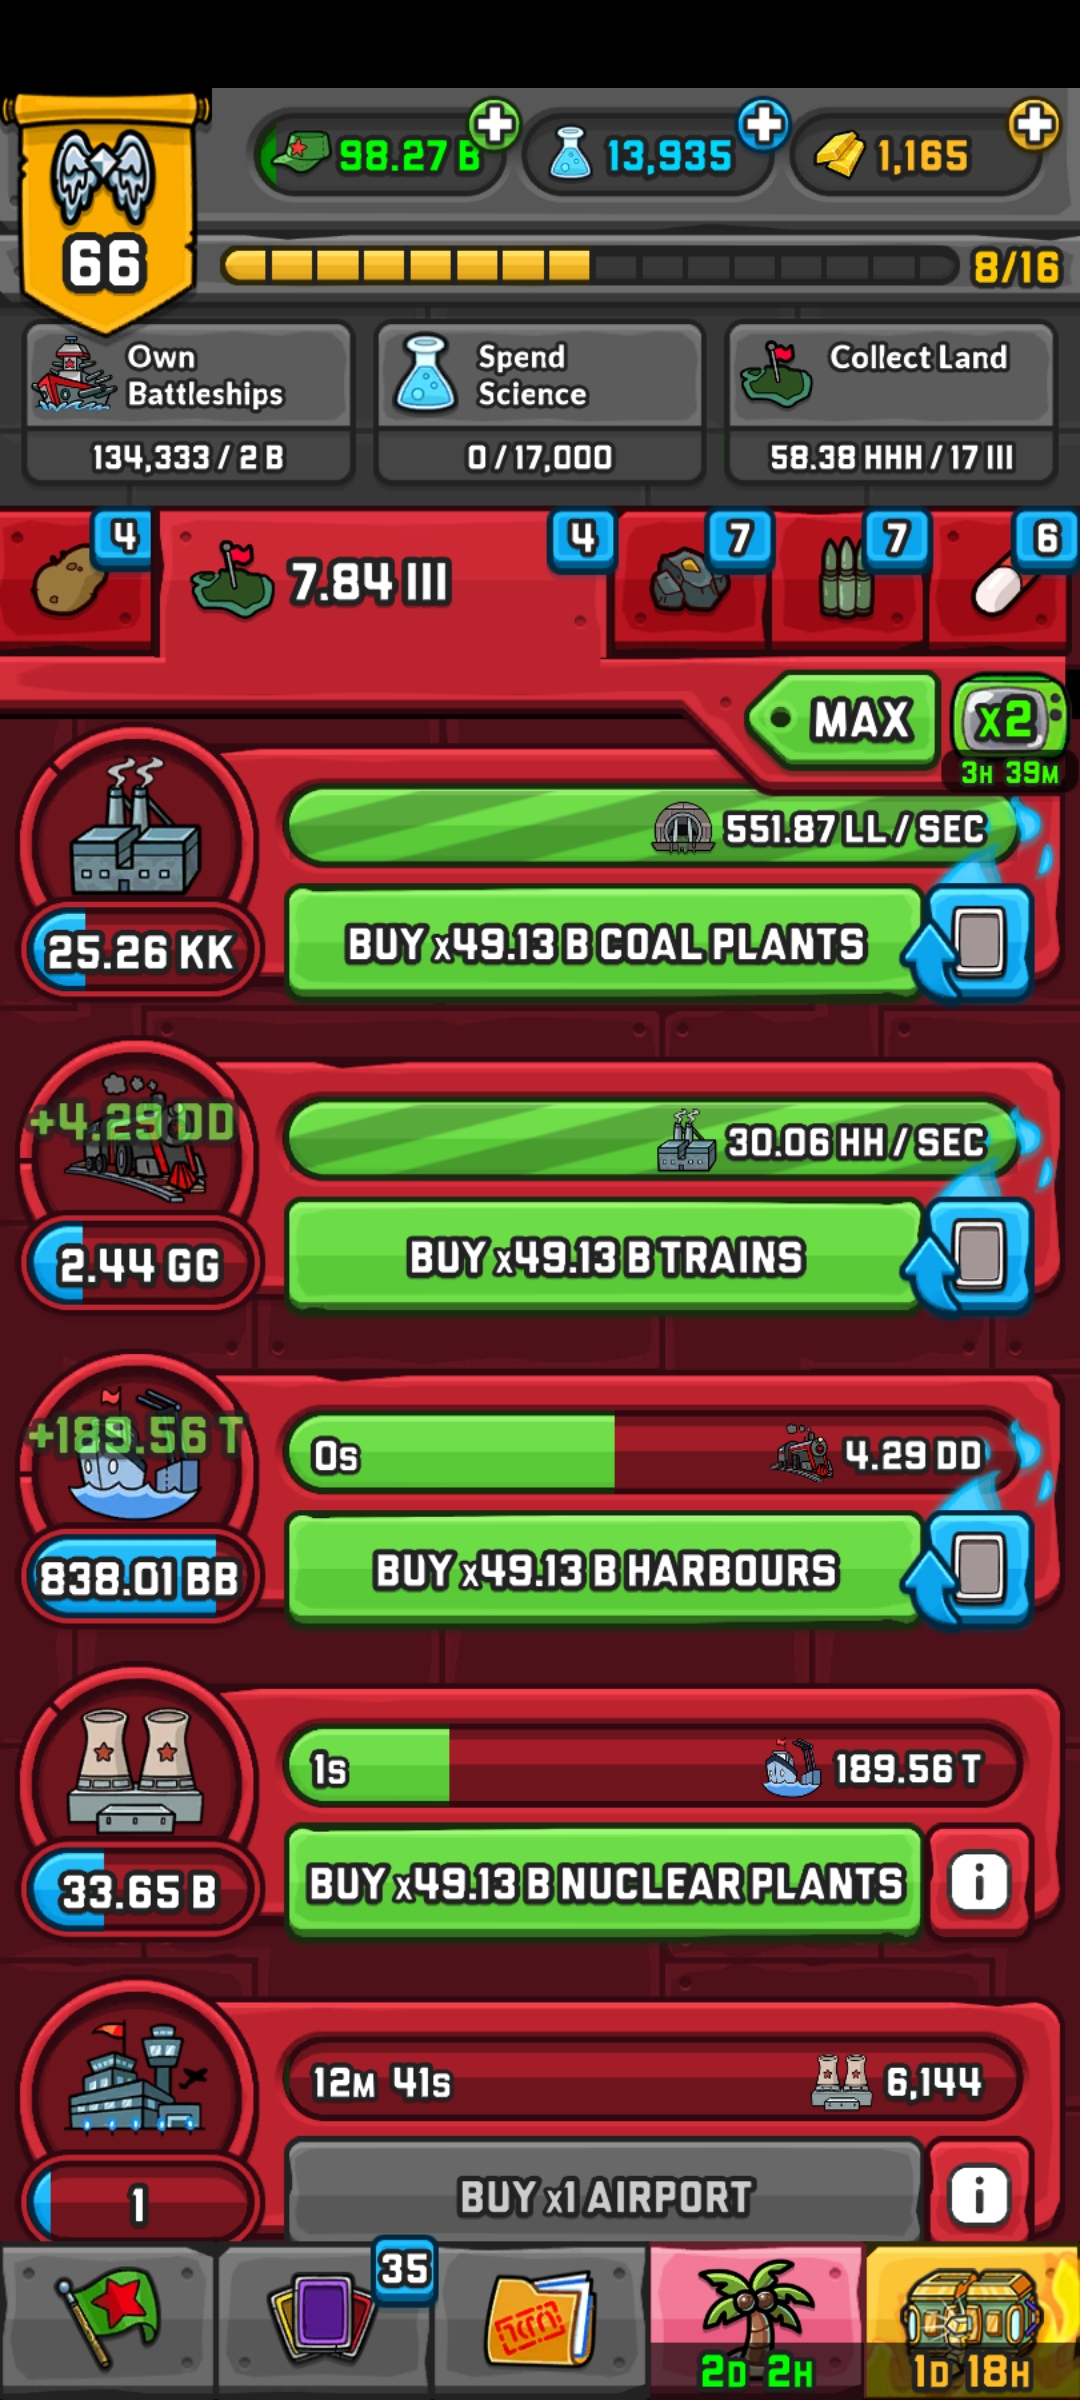 98.27 B
13,935
1,165
66
8/16
Own
Battleships
134,333 / 2 B
Spend
Science
0 / 17,000
Collect Land
58.38 HHH / 17 III
4
7.84 III
4
7
7
6
MAX
x2
3H 39M
551.87 LL / SEC
25.26 KK
BUY x49.13 B COAL PLANTS
+4.29 DD
30.06 HH / SEC
2.44 GG
BUY x49.13 B TRAINS
+189.56 T
0s
4.29 DD
838.01 BB
BUY x49.13 B HARBOURS
1s
189.56 T
33.65 B
BUY x49.13 B NUCLEAR PLANTS
i
12M 41s
6,144
1
BUY x1 AIRPORT
i
35
2D 2H
1D 18H